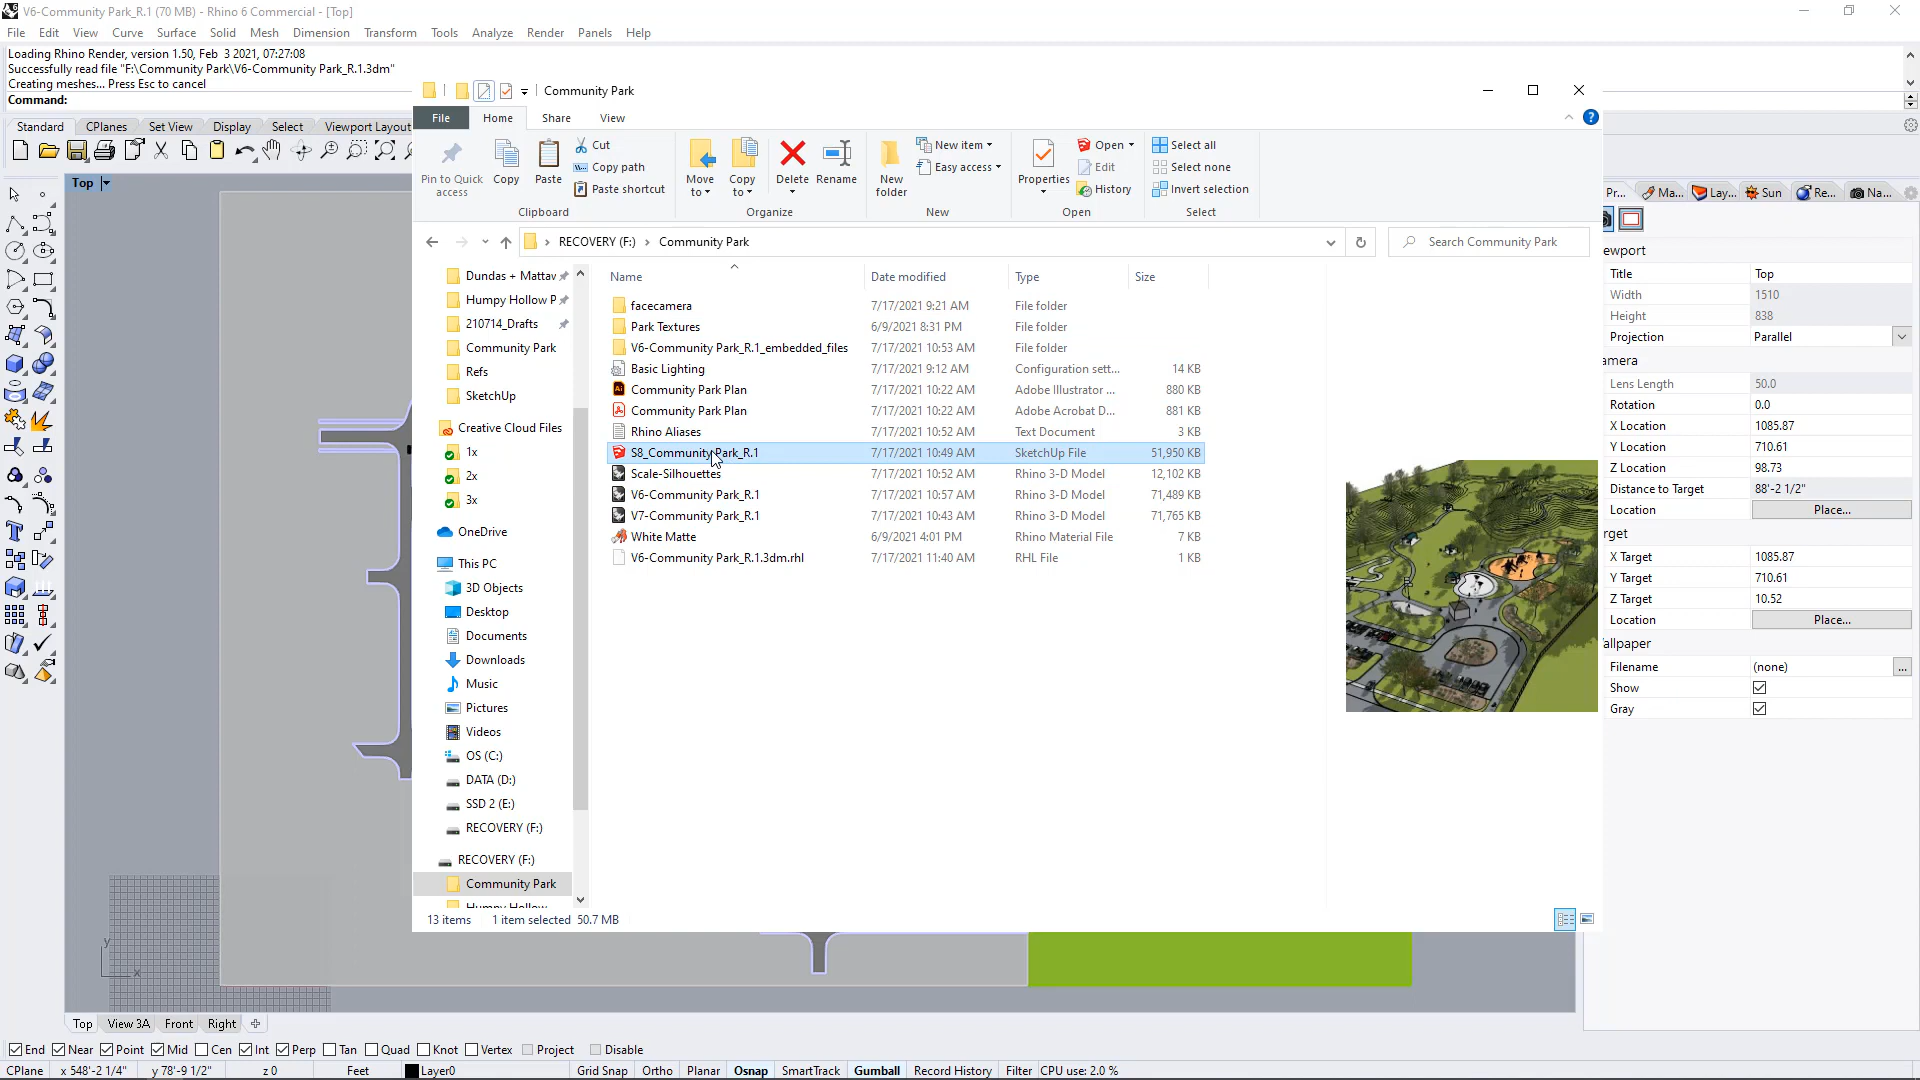 V6-Community Park_R.1 (70 MB) - Rhino 6 Commercial - [Top]
File Edit View Curve Surface Solid Mesh Dimension Transform Tools Analyze Render Panels Help
Loading Rhino Render, version 1.50, Feb 3 2021, 07:27:08
Successfully read file "F:\Community Park\V6-Community Park_R.1.3dm"
Creating meshes... Press Esc to cancel
Command:
Standard CPlanes Set View Display Select Viewport Layout
Top
Community Park
File Home Share View
Pin to Quick access
Copy
Paste
Cut
Copy path
Paste shortcut
Clipboard
Move to
Copy to
Delete
Rename
Organize
New folder
New item
Easy access
New
Properties
Open
Edit
History
Open
Select all
Select none
Invert selection
Select
RECOVERY (F:) Community Park
Search Community Park
Dundas + Mattav
Humpy Hollow P
210714_Drafts
Community Park
Refs
SketchUp
Creative Cloud Files
1x
2x
3x
OneDrive
This PC
3D Objects
Desktop
Documents
Downloads
Music
Pictures
Videos
OS (C:)
DATA (D:)
SSD 2 (E:)
RECOVERY (F:)
RECOVERY (F:)
Community Park
Humpy Hollow
Name Date modified Type Size
facecamera 7/17/2021 9:21 AM File folder
Park Textures 6/9/2021 8:31 PM File folder
V6-Community Park_R.1_embedded_files 7/17/2021 10:53 AM File folder
Basic Lighting 7/17/2021 9:12 AM Configuration sett... 14 KB
Community Park Plan 7/17/2021 10:22 AM Adobe Illustrator ... 880 KB
Community Park Plan 7/17/2021 10:22 AM Adobe Acrobat D... 881 KB
Rhino Aliases 7/17/2021 10:52 AM Text Document 3 KB
S8_Community Park_R.1 7/17/2021 10:49 AM SketchUp File 51,950 KB
Scale-Silhouettes 7/17/2021 10:52 AM Rhino 3-D Model 12,102 KB
V6-Community Park_R.1 7/17/2021 10:57 AM Rhino 3-D Model 71,489 KB
V7-Community Park_R.1 7/17/2021 10:43 AM Rhino 3-D Model 71,765 KB
White Matte 6/9/2021 4:01 PM Rhino Material File 7 KB
V6-Community Park_R.1.3dm.rhl 7/17/2021 11:40 AM RHL File 1 KB
13 items 1 item selected 50.7 MB
Pr... Ma... Lay... Sun Re... Na...
ewport
Title Top
Width 1510
Height 838
Projection Parallel
amera
Lens Length 50.0
Rotation 0.0
X Location 1085.87
Y Location 710.61
Z Location 98.73
Distance to Target 88'-2 1/2"
Location Place...
rget
X Target 1085.87
Y Target 710.61
Z Target 10.52
Location Place...
allpaper
Filename (none) ...
Show
Gray
y
x
Top View 3A Front Right
End Near Point Mid Cen Int Perp Tan Quad Knot Vertex Project Disable
CPlane x 548'-2 1/4" y 78'-9 1/2" z 0 Feet Layer0 Grid Snap Ortho Planar Osnap SmartTrack Gumball Record History Filter CPU use: 2.0 %